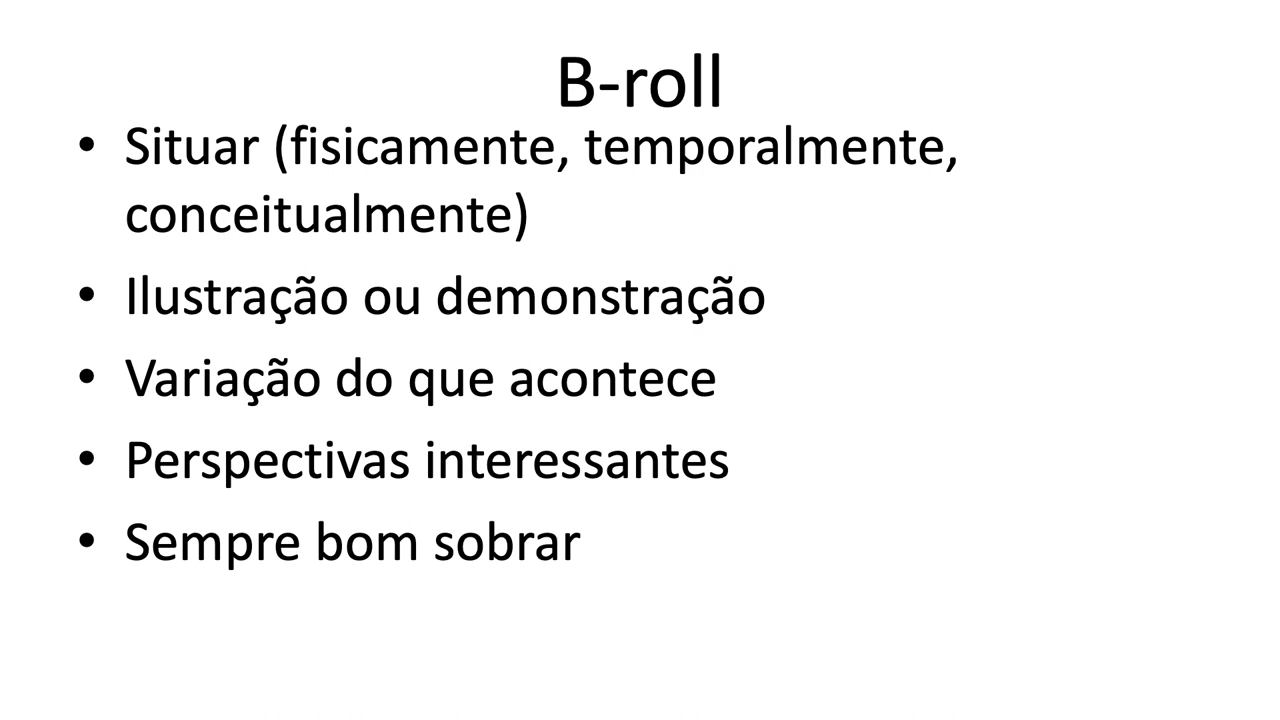 B-roll
• Situar (fisicamente, temporalmente,
conceitualmente)
• Ilustração ou demonstração
• Variação do que acontece
• Perspectivas interessantes
• Sempre bom sobrar